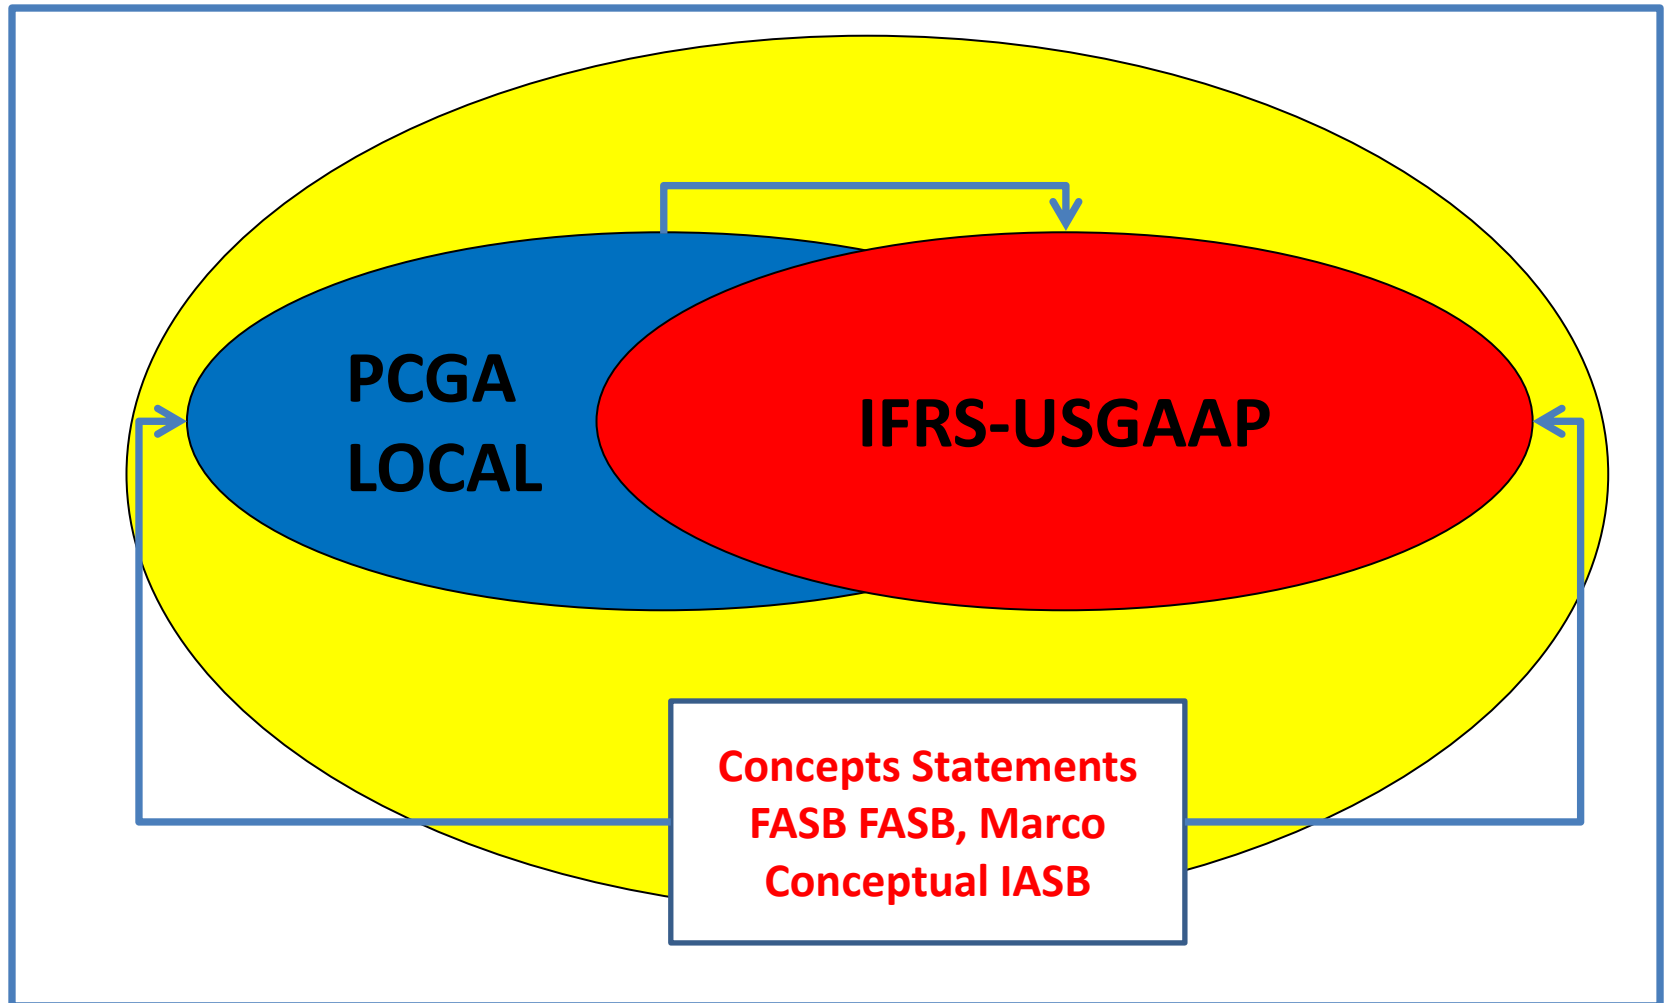 PCGA
LOCAL
IFRS-USGAAP
Concepts Statements
FASB FASB, Marco
Conceptual IASB